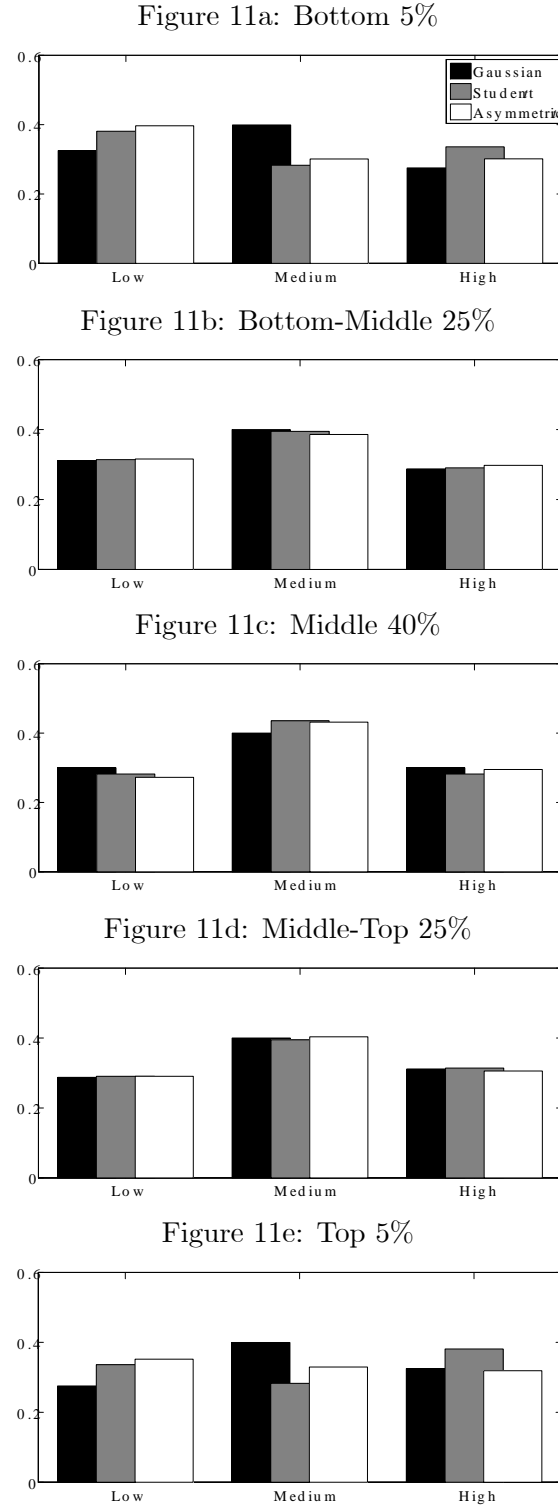 Figure 11a: Bottom 5%
0.6
Gaussian
Student t
Asymmetric t
0.4
0.2
0
Low Medium High
Figure 11b: Bottom-Middle 25%
0.6
0.4
0.2
0
Low Medium High
Figure 11c: Middle 40%
0.6
0.4
0.2
0
Low Medium High
Figure 11d: Middle-Top 25%
0.6
0.4
0.2
0
Low Medium High
Figure 11e: Top 5%
0.6
0.4
0.2
0
Low Medium High